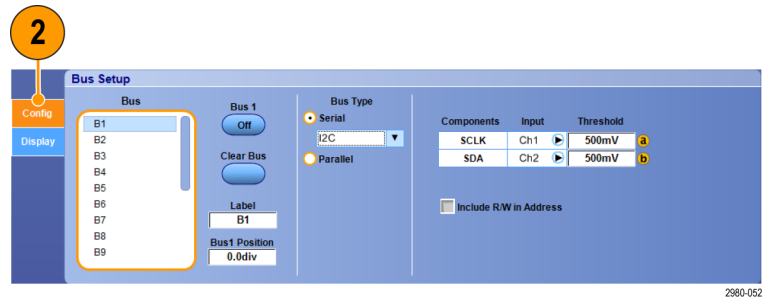 2
Bus Setup
Config
Display
Bus
B1
B2
B3
B4
B5
B6
B7
B8
B9
Bus 1
Off
Clear Bus
Label
B1
Bus1 Position
0.0div
Bus Type
Serial
I2C
Parallel
Components Input Threshold
SCLK Ch1 500mV a
SDA Ch2 500mV b
Include R/W in Address
2980-052